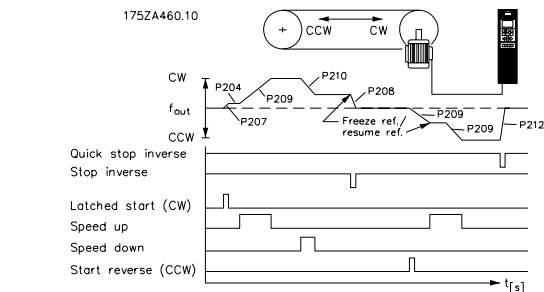 175ZA460.10
CCW CW
CW
P204
P209
P210
P208
f out
P207
Freeze ref./
resume ref.
P209
P209
P212
CCW
Quick stop inverse
Stop inverse
Latched start (CW)
Speed up
Speed down
Start reverse (CCW)
t[s]